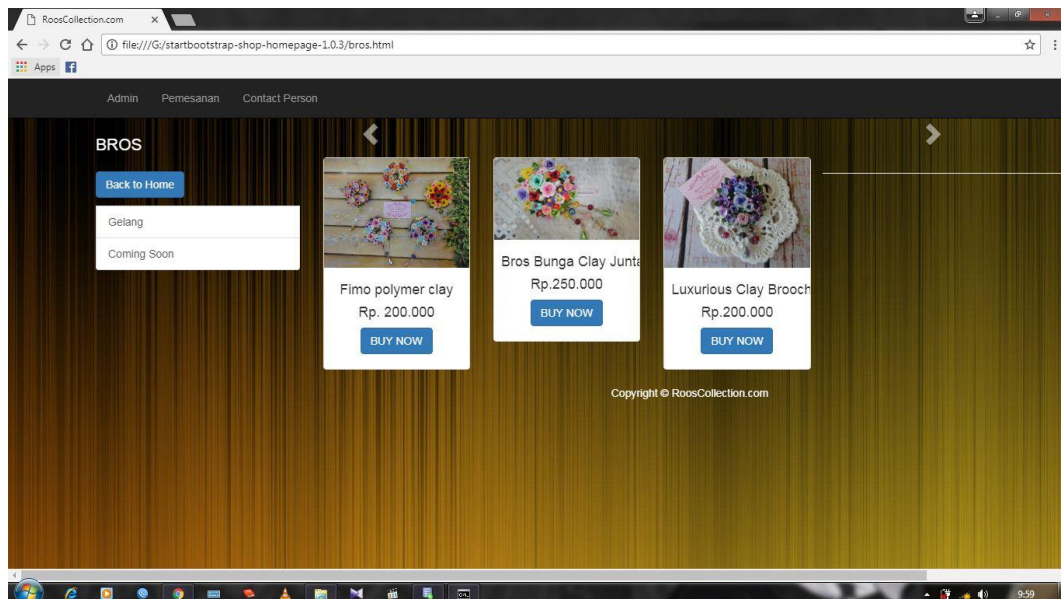 RoosCollection.com
file:///G:/startbootstrap-shop-homepage-1.0.3/bros.html
Apps
Admin Pemesanan Contact Person
BROS
Back to Home
Gelang
Coming Soon
Fimo polymer clay
Rp. 200.000
BUY NOW
Bros Bunga Clay Junta
Rp.250.000
BUY NOW
Luxurious Clay Brooch
Rp.200.000
BUY NOW
Copyright © RoosCollection.com
9:59